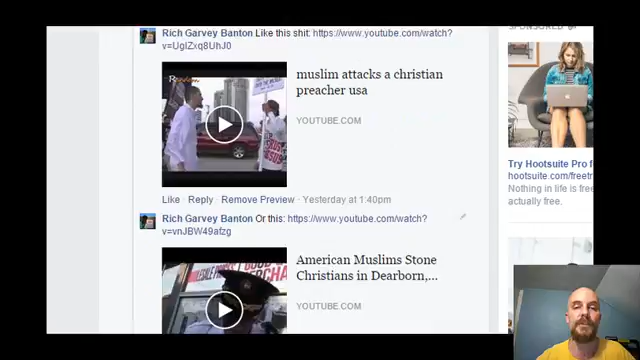 SPONSORED
Rich Garvey Banton Like this shit: https://www.youtube.com/watch?
v=UgIZxq8UhJ0
muslim attacks a christian
preacher usa
YOUTUBE.COM
Like · Reply · Remove Preview · Yesterday at 1:40pm
Try Hootsuite Pro f
hootsuite.com/freetr
Nothing in life is free
actually free.
Rich Garvey Banton Or this: https://www.youtube.com/watch?
v=vnJBW49afzg
American Muslims Stone
Christians in Dearborn,...
YOUTUBE.COM